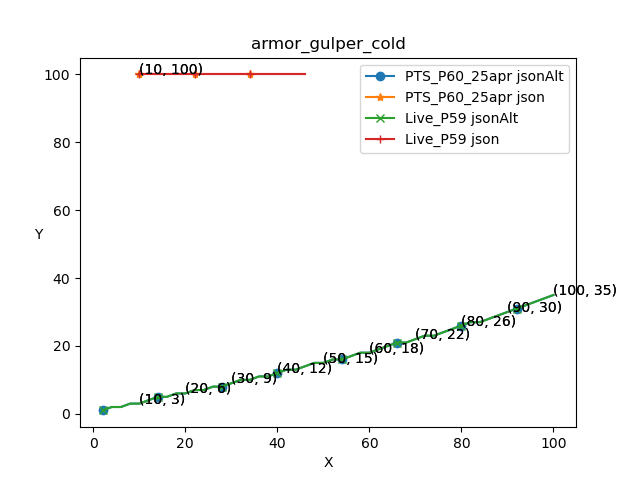 armor_gulper_cold
100
80
60
40
20
0
Y
(10, 100)
PTS_P60_25apr jsonAlt
PTS_P60_25apr json
Live_P59 jsonAlt
Live_P59 json
(10, 3)
(20, 6)
(30, 9)
(40, 12)
(50, 15)
(60, 18)
(70, 22)
(80, 26)
(90, 30)
(100, 35)
0 20 40 60 80 100
X